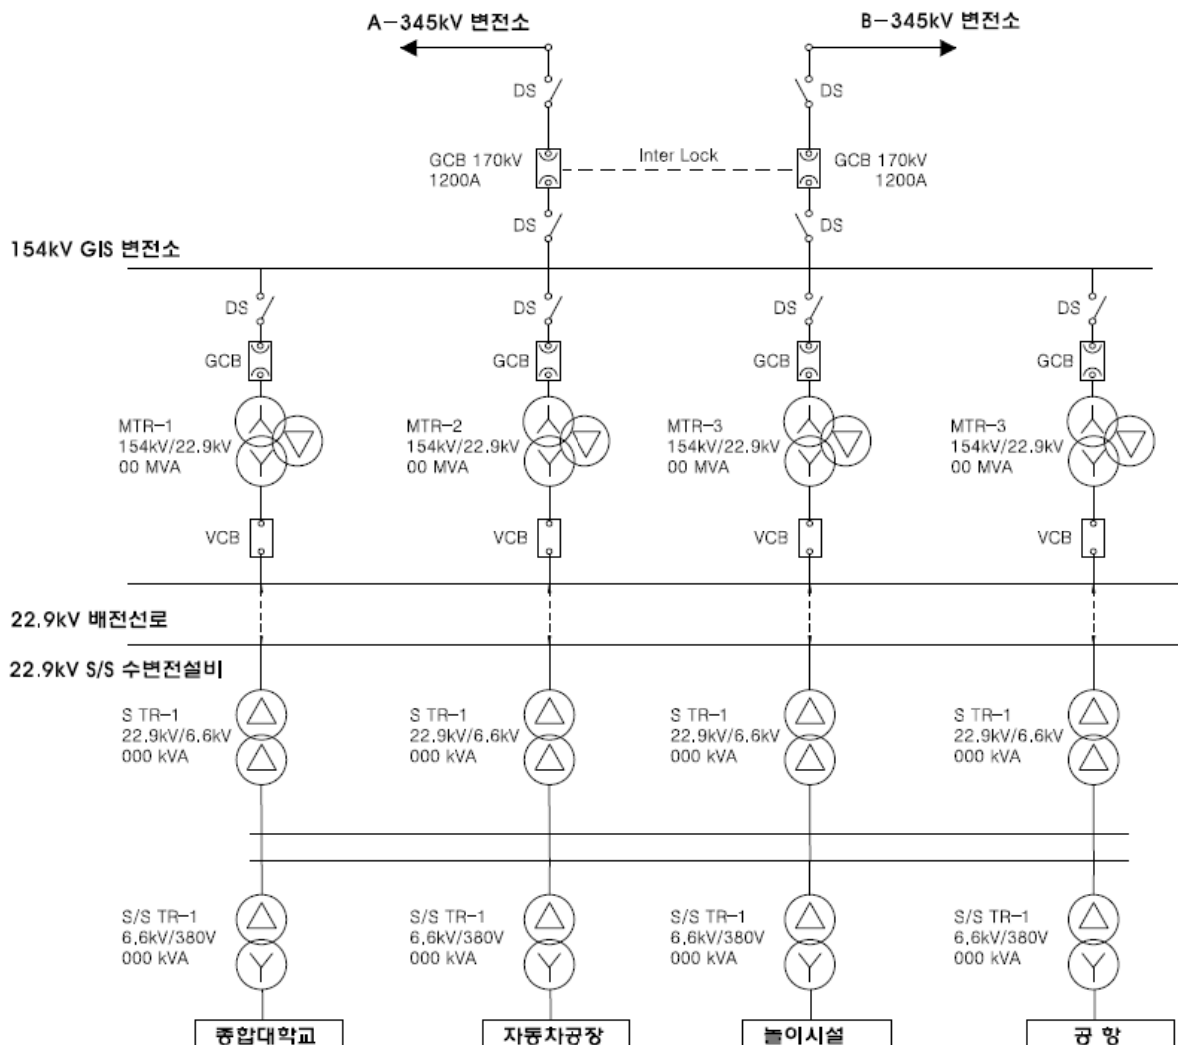 A-345kV 변전소
B-345kV 변전소
DS
DS
GCB 170kV
1200A
Inter Lock
GCB 170kV
1200A
DS
DS
154kV GIS 변전소
DS
DS
DS
DS
GCB
GCB
GCB
GCB
MTR-1
154kV/22.9kV
00 MVA
MTR-2
154kV/22.9kV
00 MVA
MTR-3
154kV/22.9kV
00 MVA
MTR-3
154kV/22.9kV
00 MVA
VCB
VCB
VCB
VCB
22.9kV 배전선로
22.9kV S/S 수변전설비
S TR-1
22.9kV/6.6kV
000 kVA
S TR-1
22.9kV/6.6kV
000 kVA
S TR-1
22.9kV/6.6kV
000 kVA
S TR-1
22.9kV/6.6kV
000 kVA
S/S TR-1
6.6kV/380V
000 kVA
S/S TR-1
6.6kV/380V
000 kVA
S/S TR-1
6.6kV/380V
000 kVA
S/S TR-1
6.6kV/380V
000 kVA
종합대학교
자동차공장
놀이시설
공 항